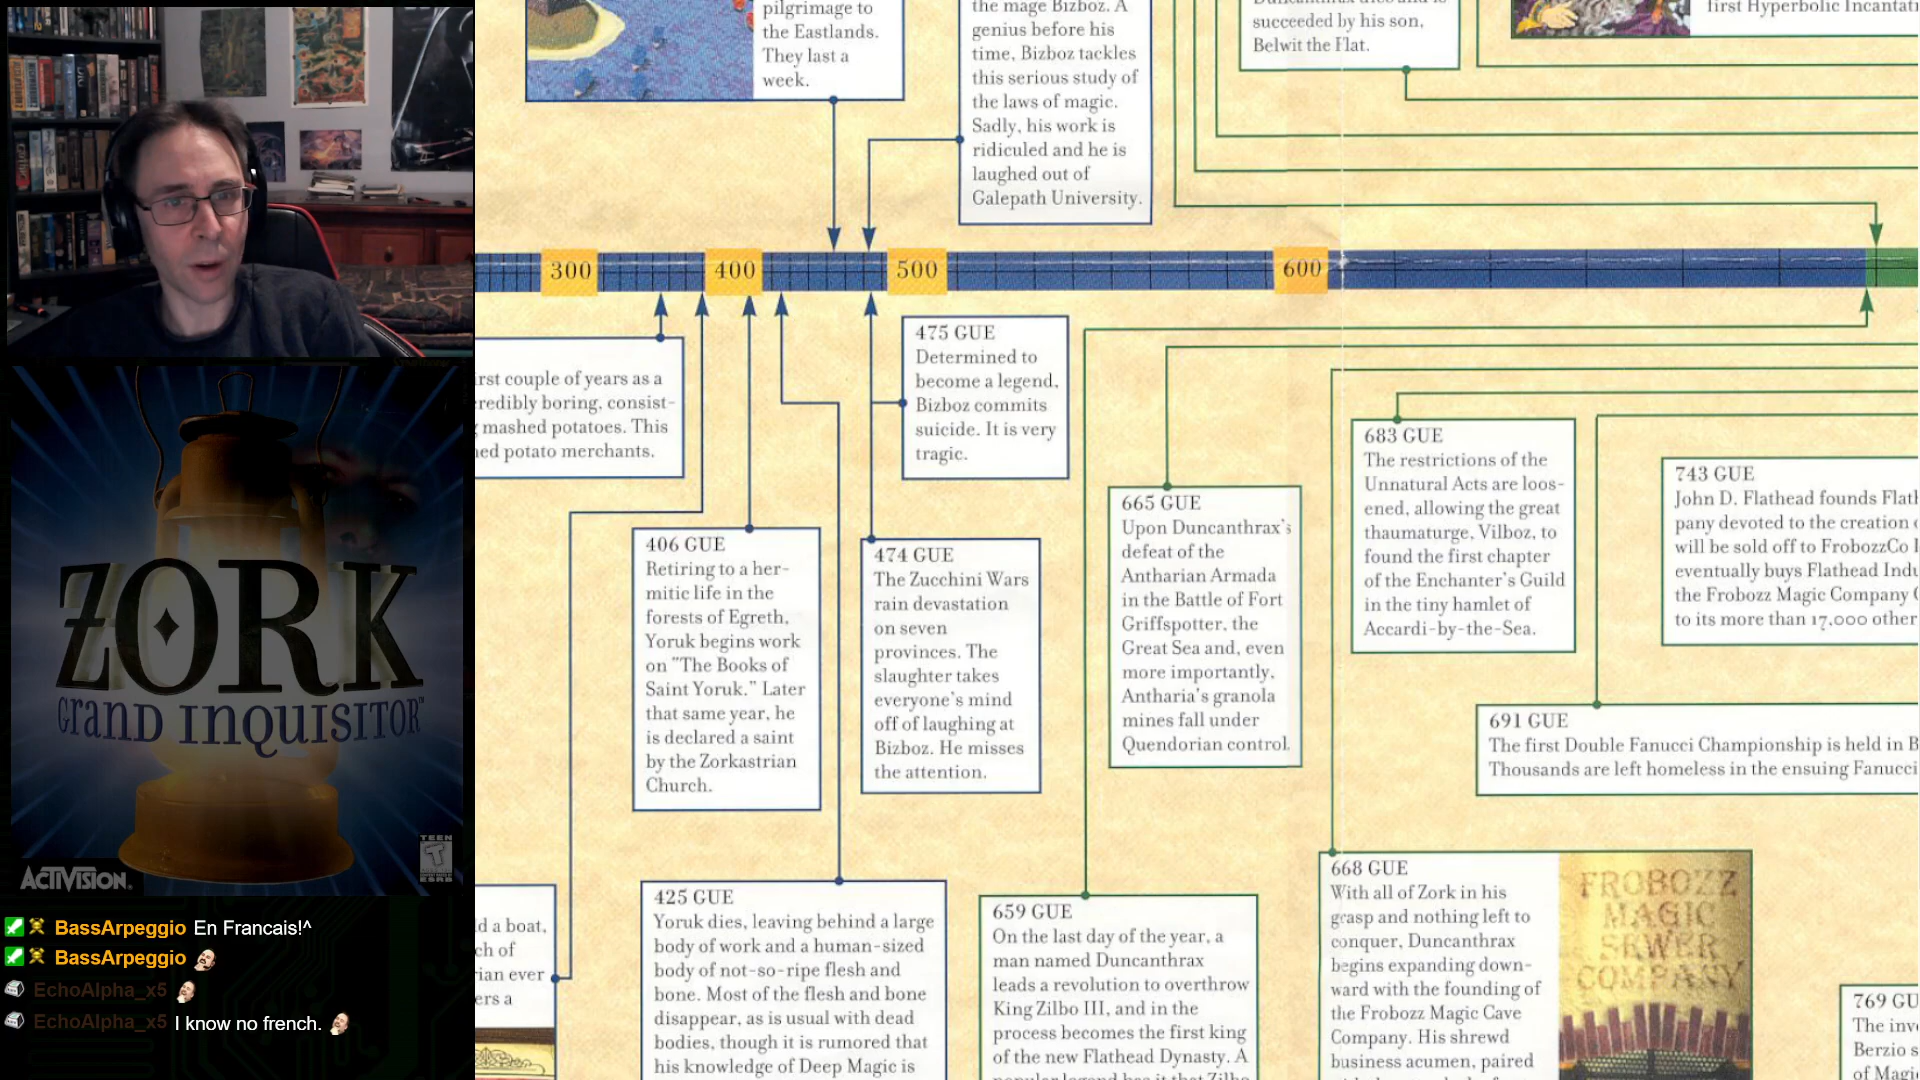 pilgrimage to
the Eastlands.
They last a
week.
the mage Bizboz. A
genius before his
time, Bizboz tackles
this serious study of
the laws of magic.
Sadly, his work is
ridiculed and he is
laughed out of
Galepath University.
succeeded by his son,
Belwit the Flat.
first Hyperbolic Incantati
300
400
500
600
irst couple of years as a
credibly boring, consist-
mashed potatoes. This
ed potato merchants.
475 GUE
Determined to
become a legend,
Bizboz commits
suicide. It is very
tragic.
406 GUE
Retiring to a her-
mitic life in the
forests of Egreth,
Yoruk begins work
on "The Books of
Saint Yoruk." Later
that same year, he
is declared a saint
by the Zorkastrian
Church.
474 GUE
The Zucchini Wars
rain devastation
on seven
provinces. The
slaughter takes
everyone's mind
off of laughing at
Bizboz. He misses
the attention.
665 GUE
Upon Duncanthrax's
defeat of the
Antharian Armada
in the Battle of Fort
Griffspotter, the
Great Sea and, even
more importantly,
Antharia's granola
mines fall under
Quendorian control.
683 GUE
The restrictions of the
Unnatural Acts are loos-
ened, allowing the great
thaumaturge, Vilboz, to
found the first chapter
of the Enchanter's Guild
in the tiny hamlet of
Accardi-by-the-Sea.
743 GUE
John D. Flathead founds Flath
pany devoted to the creation
will be sold off to FrobozzCo I
eventually buys Flathead Indu
the Frobozz Magic Company
to its more than 17,000 other
691 GUE
The first Double Fanucci Championship is held in B
Thousands are left homeless in the ensuing Fanucci
d a boat,
ch of
rian ever
ers a
425 GUE
Yoruk dies, leaving behind a large
body of work and a human-sized
body of not-so-ripe flesh and
bone. Most of the flesh and bone
disappear, as is usual with dead
bodies, though it is rumored that
his knowledge of Deep Magic is
659 GUE
On the last day of the year, a
man named Duncanthrax
leads a revolution to overthrow
King Zilbo III, and in the
process becomes the first king
of the new Flathead Dynasty. A
668 GUE
With all of Zork in his
grasp and nothing left to
conquer, Duncanthrax
begins expanding down-
ward with the founding of
the Frobozz Magic Cave
Company. His shrewd
business acumen, paired
FROBOZZ
MAGIC
SEWER
COMPANY
769 GU
The inv
Berzio s
of Magic
ZORK
GRAND INQUISITOR™
ACTIVISION.
TEEN
T
ESRB
BassArpeggio En Francais!^
BassArpeggio
EchoAlpha_x5
EchoAlpha_x5 I know no french.